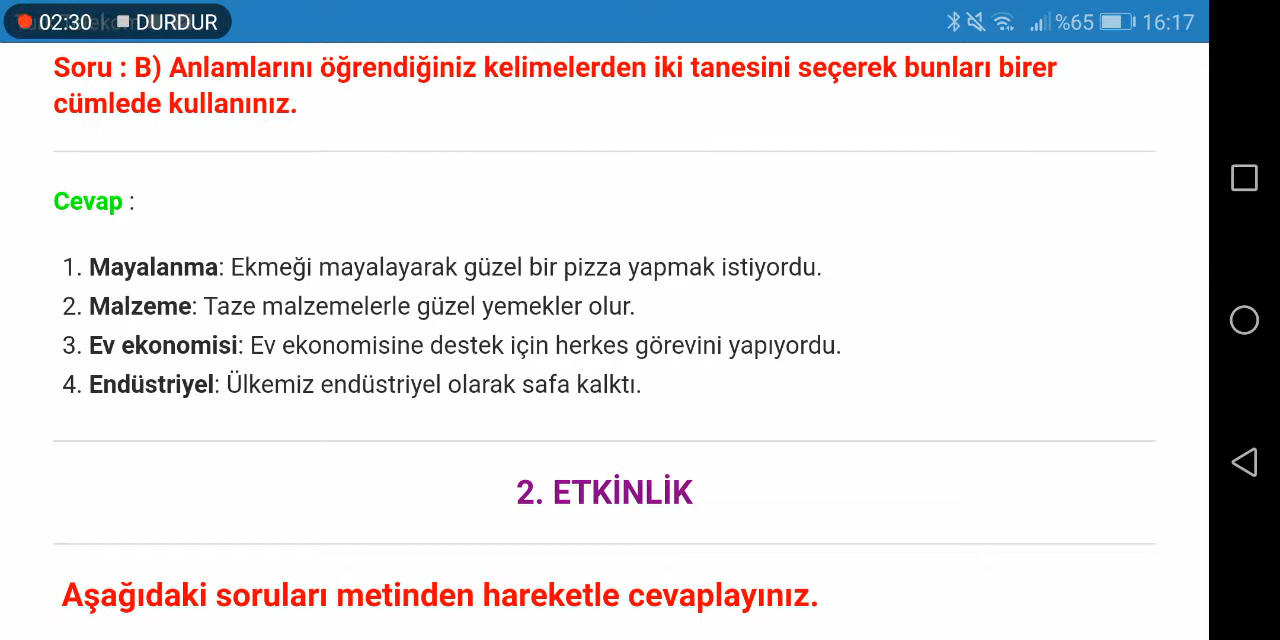 02:30 DURDUR %65 16:17
Soru : B) Anlamlarını öğrendiğiniz kelimelerden iki tanesini seçerek bunları birer
cümlede kullanınız.
Cevap :
1. Mayalanma: Ekmeği mayalayarak güzel bir pizza yapmak istiyordu.
2. Malzeme: Taze malzemelerle güzel yemekler olur.
3. Ev ekonomisi: Ev ekonomisine destek için herkes görevini yapıyordu.
4. Endüstriyel: Ülkemiz endüstriyel olarak safa kalktı.
2. ETKİNLİK
Aşağıdaki soruları metinden hareketle cevaplayınız.